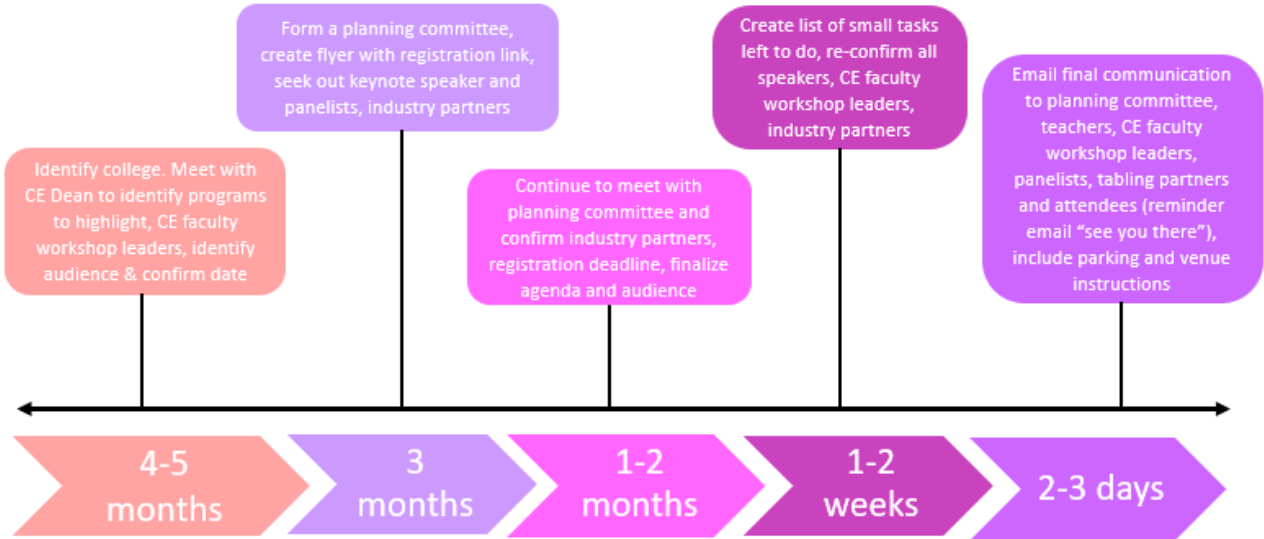 Identify college. Meet with
CE Dean to identify programs
to highlight, CE faculty
workshop leaders, identify
audience & confirm date
Form a planning committee,
create flyer with registration link,
seek out keynote speaker and
panelists, industry partners
Continue to meet with
planning committee and
confirm industry partners,
registration deadline, finalize
agenda and audience
Create list of small tasks
left to do, re-confirm all
speakers, CE faculty
workshop leaders,
industry partners
Email final communication
to planning committee,
teachers, CE faculty
workshop leaders,
panelists, tabling partners
and attendees (reminder
email “see you there”),
include parking and venue
instructions
4-5
months
3
months
1-2
months
1-2
weeks
2-3 days